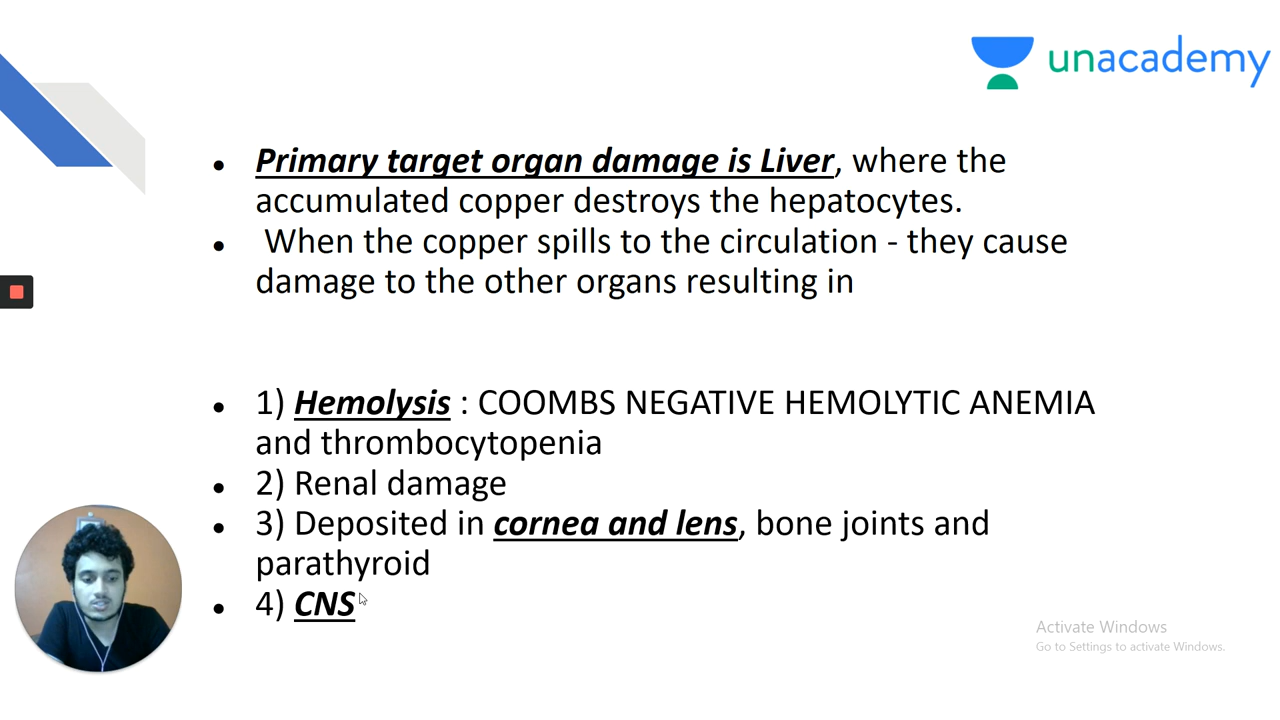 unacademy
• Primary target organ damage is Liver, where the
accumulated copper destroys the hepatocytes.
• When the copper spills to the circulation - they cause
damage to the other organs resulting in
• 1) Hemolysis : COOMBS NEGATIVE HEMOLYTIC ANEMIA
and thrombocytopenia
• 2) Renal damage
• 3) Deposited in cornea and lens, bone joints and
parathyroid
• 4) CNS
Activate Windows
Go to Settings to activate Windows.